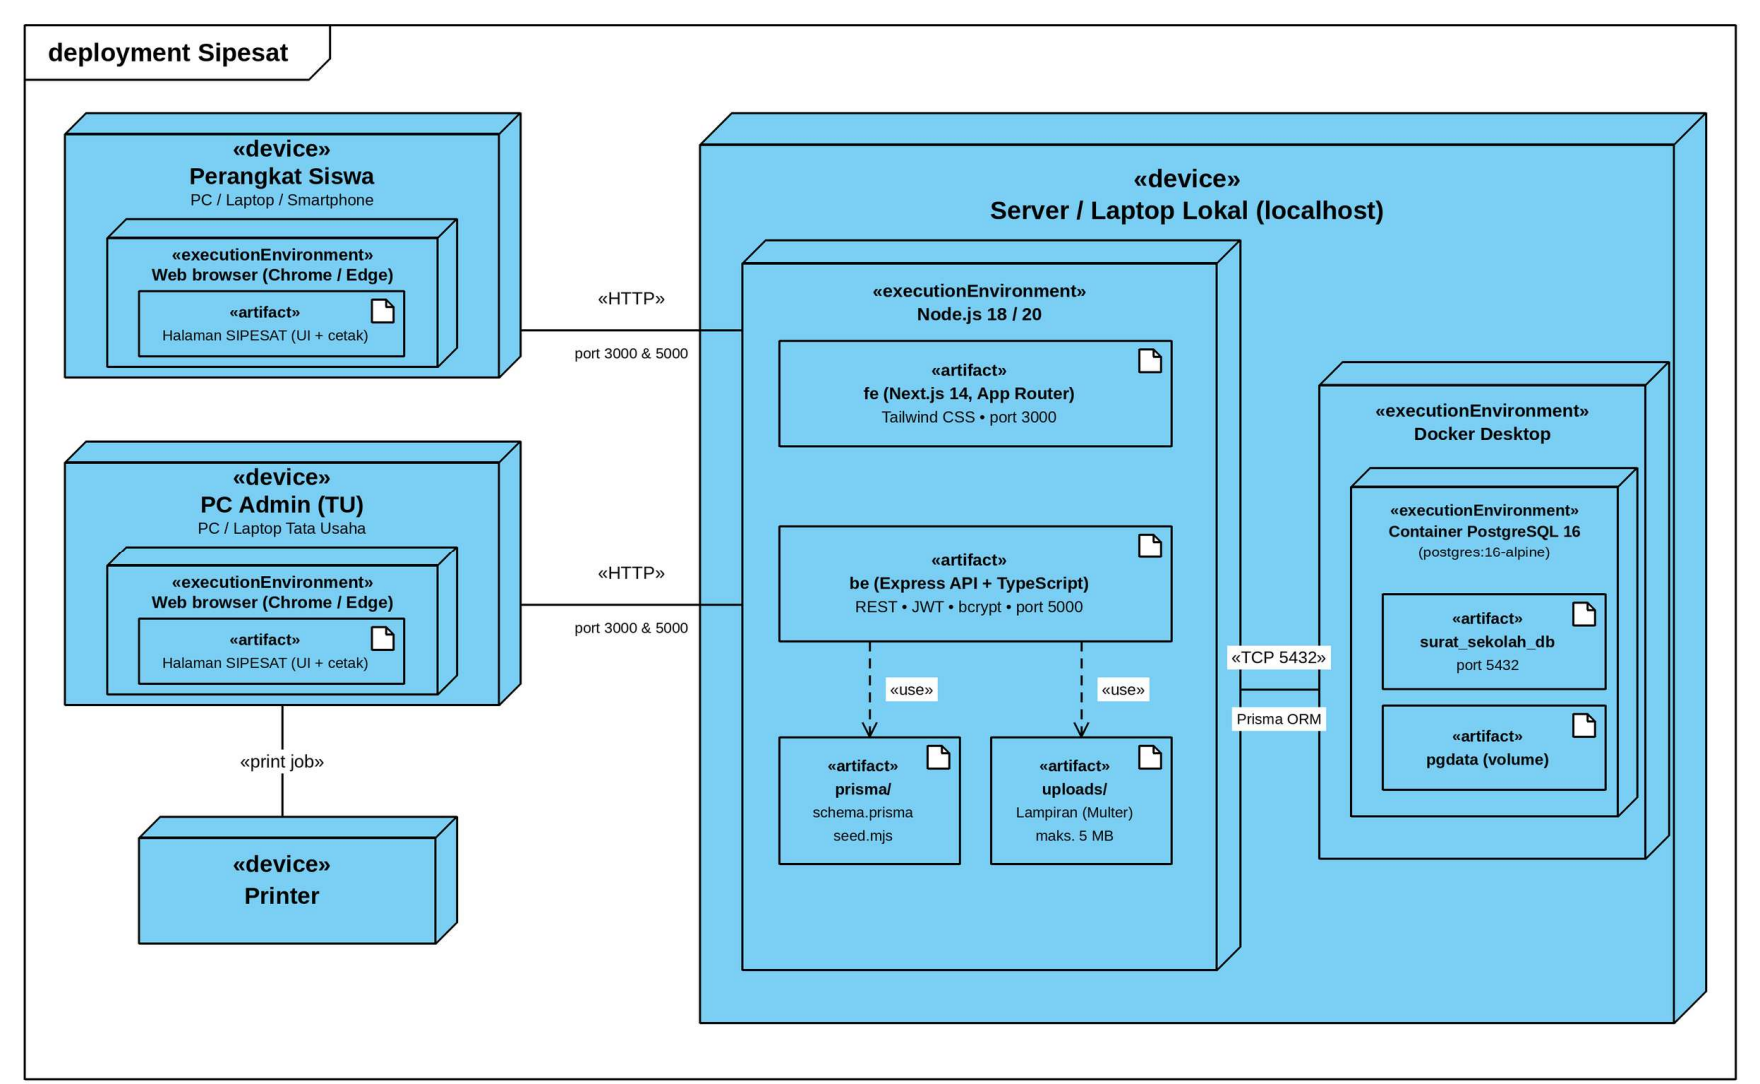 deployment Sipesat
«device»
Perangkat Siswa
PC / Laptop / Smartphone
«executionEnvironment»
Web browser (Chrome / Edge)
«artifact»
Halaman SIPESAT (UI + cetak)
«HTTP»
port 3000 & 5000
«device»
PC Admin (TU)
PC / Laptop Tata Usaha
«executionEnvironment»
Web browser (Chrome / Edge)
«artifact»
Halaman SIPESAT (UI + cetak)
«HTTP»
port 3000 & 5000
«print job»
«device»
Printer
«device»
Server / Laptop Lokal (localhost)
«executionEnvironment»
Node.js 18 / 20
«artifact»
fe (Next.js 14, App Router)
Tailwind CSS • port 3000
«artifact»
be (Express API + TypeScript)
REST • JWT • bcrypt • port 5000
«use»
«use»
«artifact»
prisma/
schema.prisma
seed.mjs
«artifact»
uploads/
Lampiran (Multer)
maks. 5 MB
«TCP 5432»
Prisma ORM
«executionEnvironment»
Docker Desktop
«executionEnvironment»
Container PostgreSQL 16
(postgres:16-alpine)
«artifact»
surat_sekolah_db
port 5432
«artifact»
pgdata (volume)